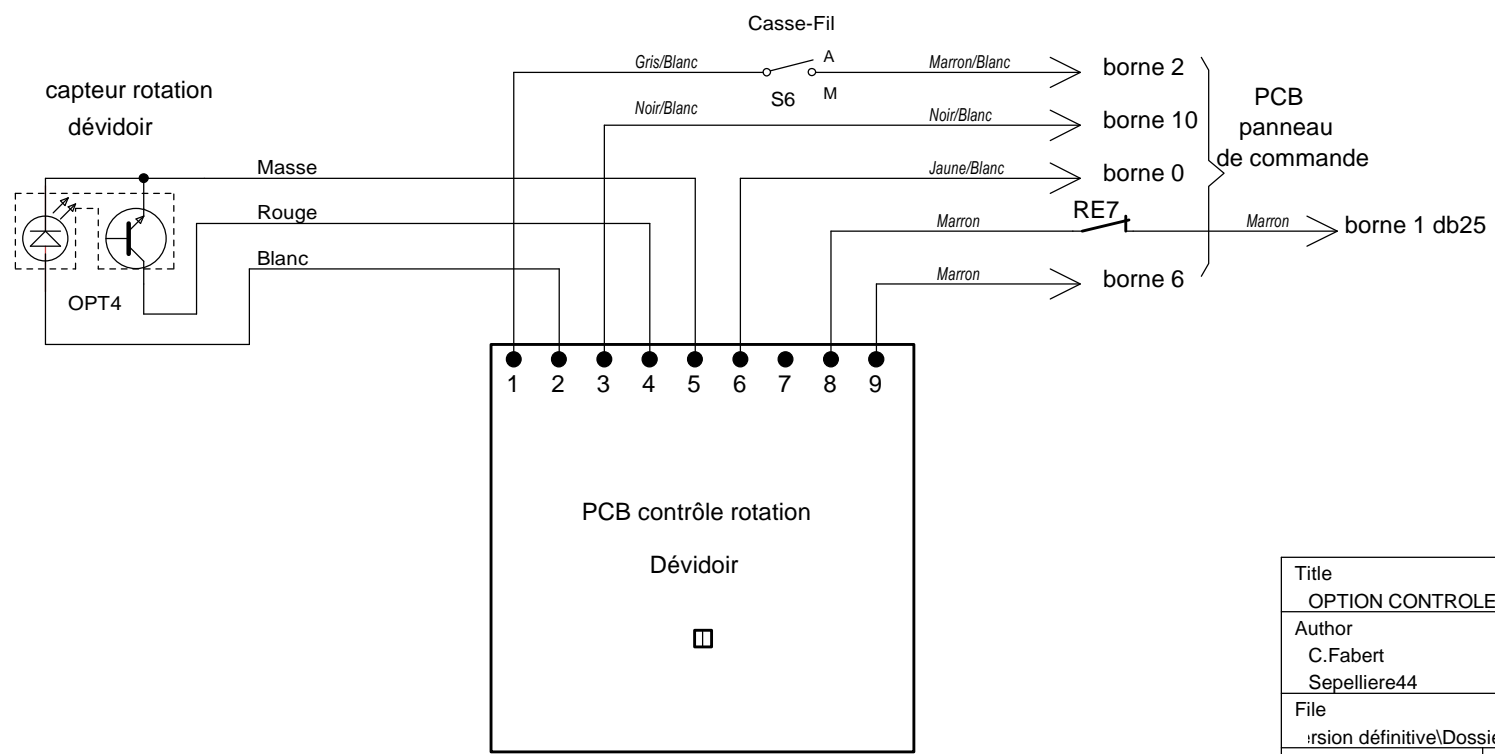 Casse-Fil
Gris/Blanc
A
Marron/Blanc
borne 2
S6
M
capteur rotation
dévidoir
Noir/Blanc
Noir/Blanc
borne 10
PCB
panneau
de commande
Masse
Jaune/Blanc
borne 0
Rouge
Marron
RE7
Marron
borne 1 db25
Blanc
Marron
borne 6
OPT4
1 2 3 4 5 6 7 8 9
PCB contrôle rotation
Dévidoir
Title
OPTION CONTROLE
Author
C.Fabert
Sepelliere44
File
rsion définitive\Dossie